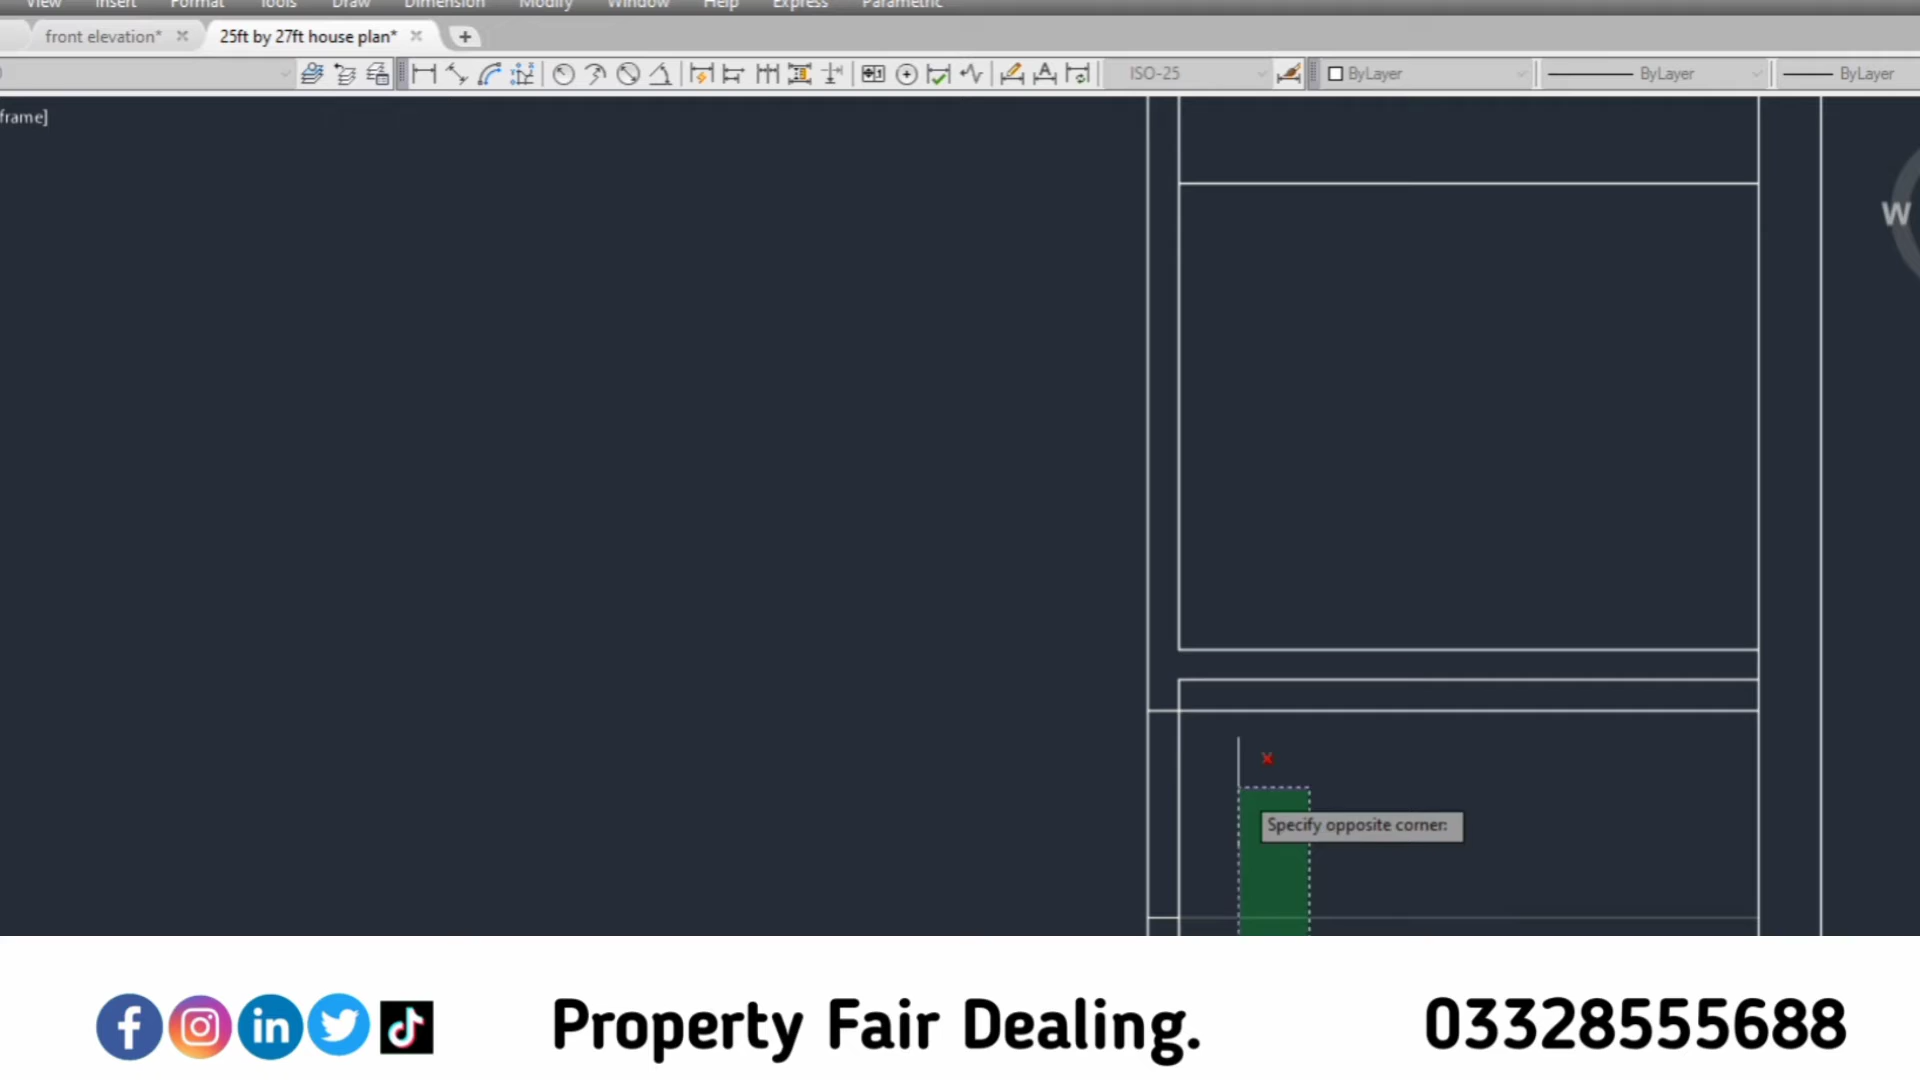 View Insert Format Tools Draw Dimension Modify Window Help Express Parametric
front elevation* 25ft by 27ft house plan*
ISO-25 ByLayer ByLayer ByLayer
frame]
W
Specify opposite corner:
Property Fair Dealing. 03328555688